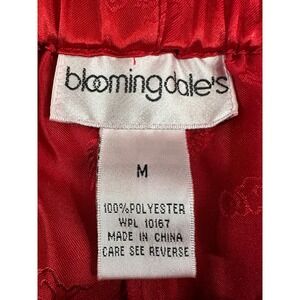 bloomingdale's
M
100% POLYESTER
WPL 10167
MADE IN CHINA
CARE SEE REVERSE